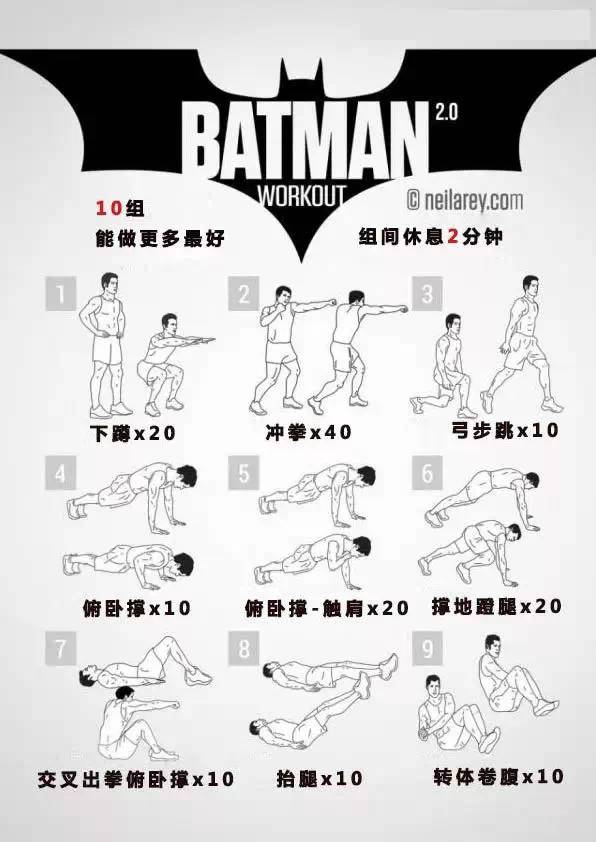 BATMAN 2.0
WORKOUT
© neilarey.com
10组
能做更多最好
组间休息2分钟
1
2
3
下蹲x20
冲拳x40
弓步跳x10
4
5
6
俯卧撑x10
俯卧撑-触肩x20
撑地蹬腿x20
7
8
9
交叉出拳俯卧撑x10
抬腿x10
转体卷腹x10